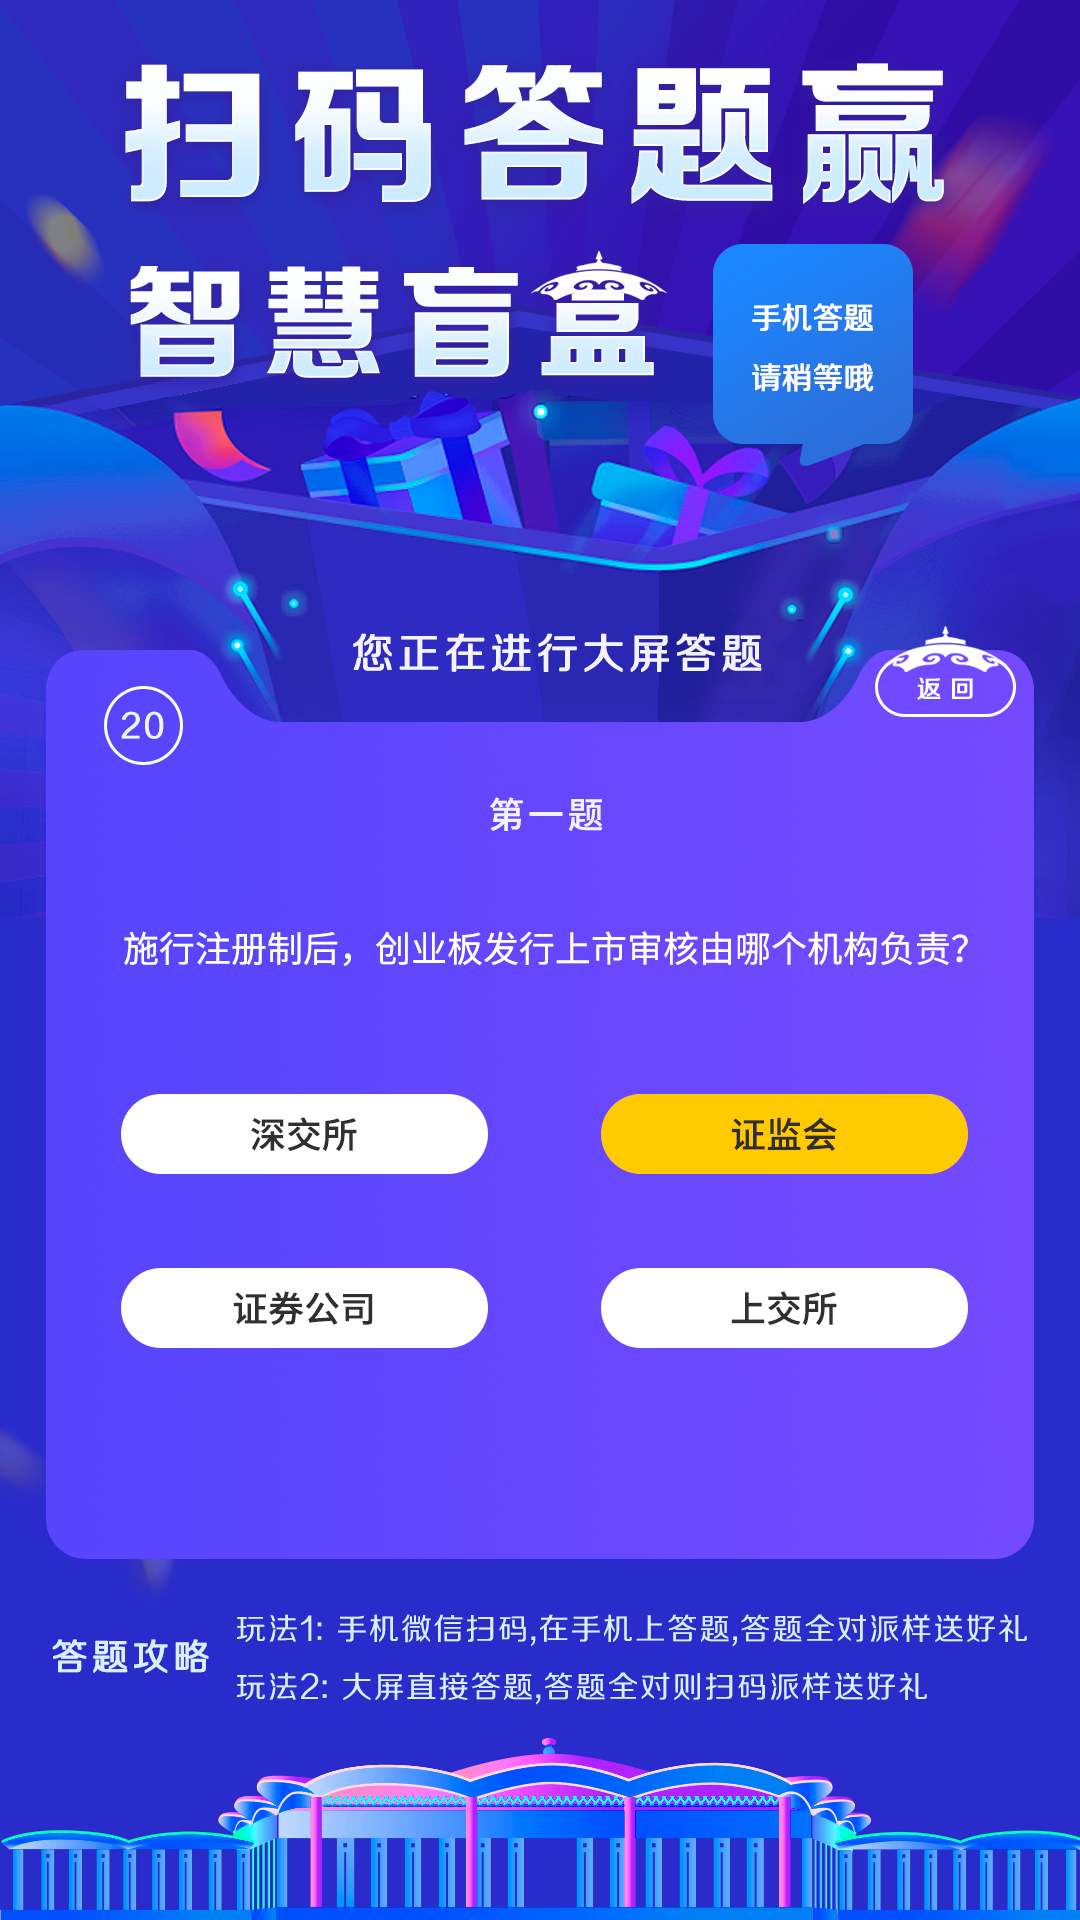 扫码答题赢
智慧盲盒
手机答题
请稍等哦
您正在进行大屏答题
返回
20
第一题
施行注册制后，创业板发行上市审核由哪个机构负责？
深交所
证监会
证券公司
上交所
答题攻略
玩法1: 手机微信扫码,在手机上答题,答题全对派样送好礼
玩法2: 大屏直接答题,答题全对则扫码派样送好礼